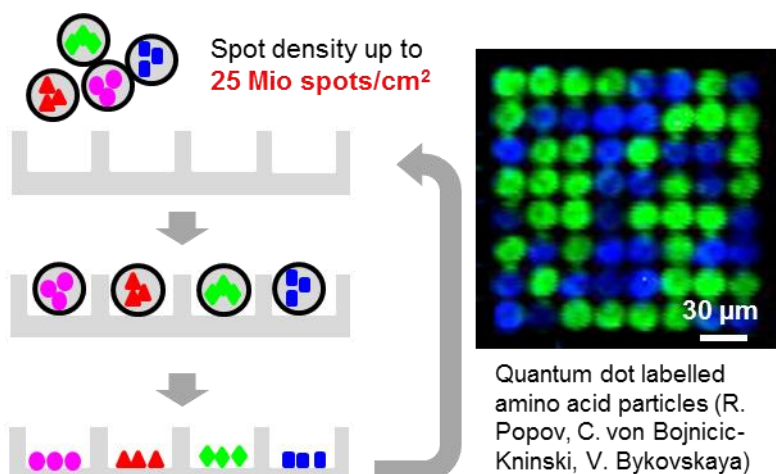 Spot density up to
25 Mio spots/cm²
30 µm
Quantum dot labelled
amino acid particles (R.
Popov, C. von Bojnicic-
Kninski, V. Bykovskaya)